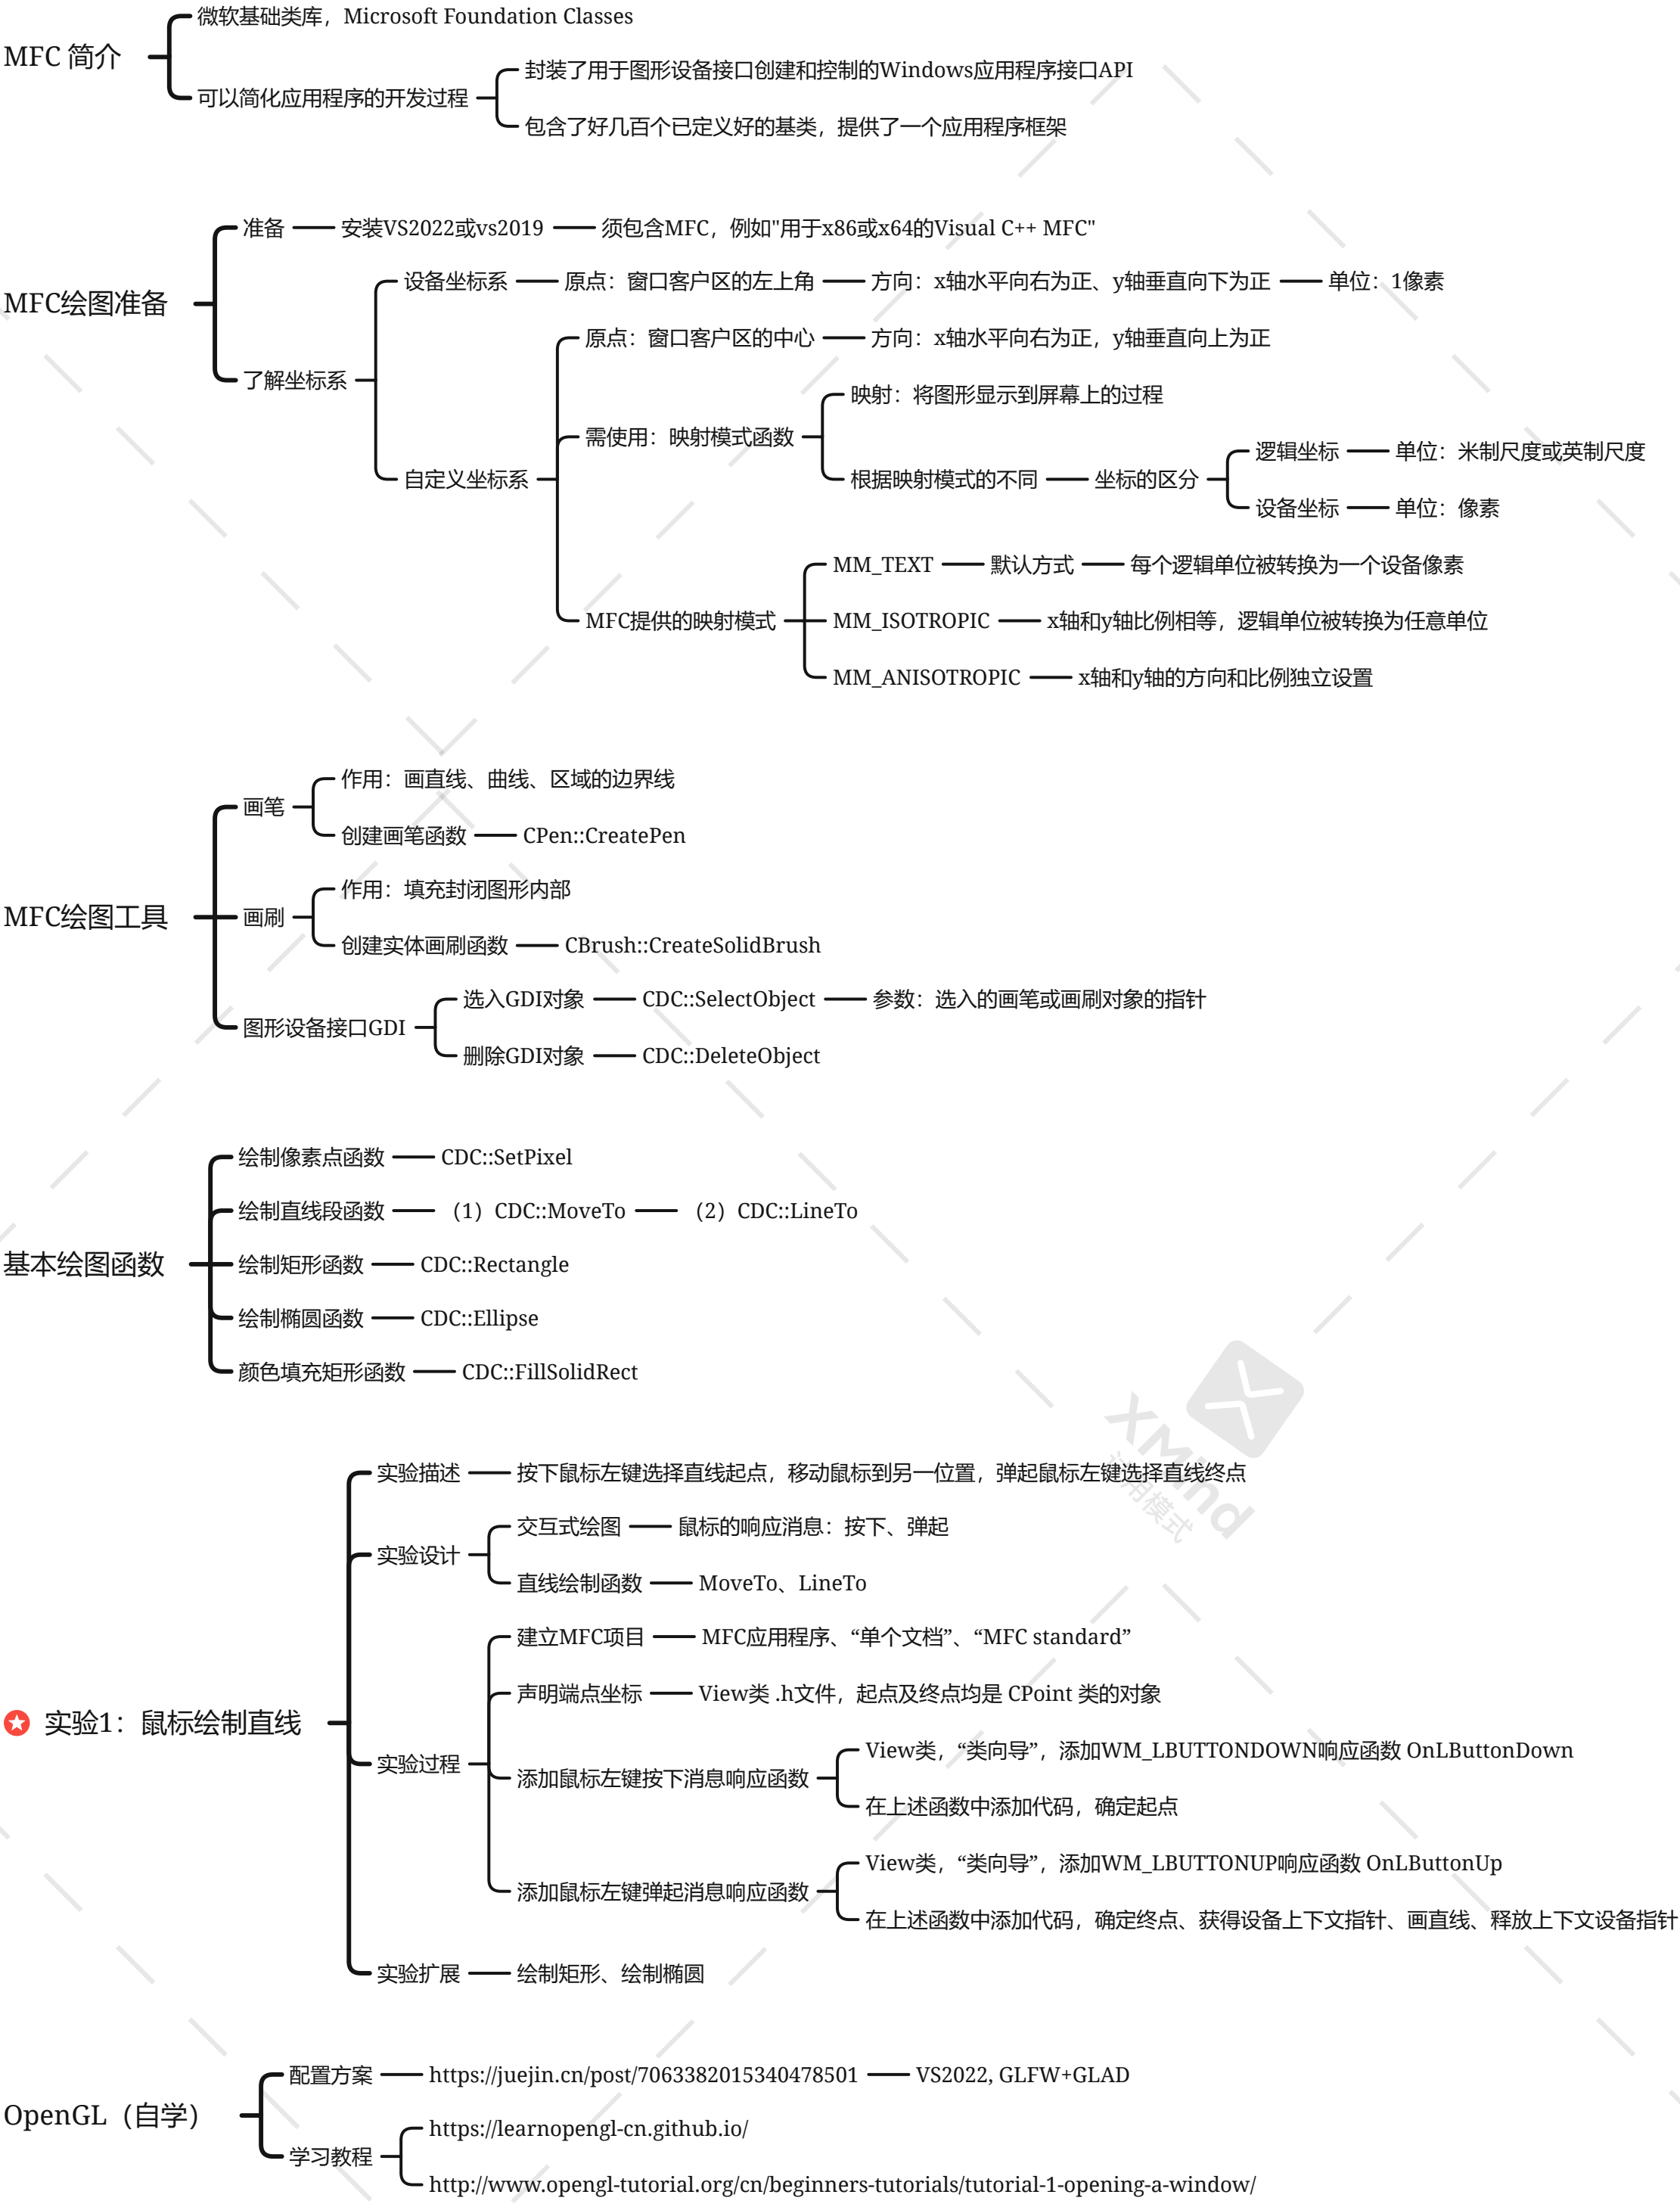 MFC 简介
微软基础类库，Microsoft Foundation Classes
可以简化应用程序的开发过程
封装了用于图形设备接口创建和控制的Windows应用程序接口API
包含了好几百个已定义好的基类，提供了一个应用程序框架
MFC绘图准备
准备
安装VS2022或vs2019
须包含MFC，例如"用于x86或x64的Visual C++ MFC"
了解坐标系
设备坐标系
原点：窗口客户区的左上角
方向：x轴水平向右为正、y轴垂直向下为正
单位：1像素
自定义坐标系
原点：窗口客户区的中心
方向：x轴水平向右为正，y轴垂直向上为正
需使用：映射模式函数
映射：将图形显示到屏幕上的过程
根据映射模式的不同
坐标的区分
逻辑坐标
单位：米制尺度或英制尺度
设备坐标
单位：像素
MFC提供的映射模式
MM_TEXT
默认方式
每个逻辑单位被转换为一个设备像素
MM_ISOTROPIC
x轴和y轴比例相等，逻辑单位被转换为任意单位
MM_ANISOTROPIC
x轴和y轴的方向和比例独立设置
MFC绘图工具
画笔
作用：画直线、曲线、区域的边界线
创建画笔函数
CPen::CreatePen
画刷
作用：填充封闭图形内部
创建实体画刷函数
CBrush::CreateSolidBrush
图形设备接口GDI
选入GDI对象
CDC::SelectObject
参数：选入的画笔或画刷对象的指针
删除GDI对象
CDC::DeleteObject
基本绘图函数
绘制像素点函数
CDC::SetPixel
绘制直线段函数
（1）CDC::MoveTo
（2）CDC::LineTo
绘制矩形函数
CDC::Rectangle
绘制椭圆函数
CDC::Ellipse
颜色填充矩形函数
CDC::FillSolidRect
实验1：鼠标绘制直线
实验描述
按下鼠标左键选择直线起点，移动鼠标到另一位置，弹起鼠标左键选择直线终点
实验设计
交互式绘图
鼠标的响应消息：按下、弹起
直线绘制函数
MoveTo、LineTo
实验过程
建立MFC项目
MFC应用程序、“单个文档”、“MFC standard”
声明端点坐标
View类 .h文件，起点及终点均是 CPoint 类的对象
添加鼠标左键按下消息响应函数
View类，“类向导”，添加WM_LBUTTONDOWN响应函数 OnLButtonDown
在上述函数中添加代码，确定起点
添加鼠标左键弹起消息响应函数
View类，“类向导”，添加WM_LBUTTONUP响应函数 OnLButtonUp
在上述函数中添加代码，确定终点、获得设备上下文指针、画直线、释放上下文设备指针
实验扩展
绘制矩形、绘制椭圆
OpenGL（自学）
配置方案
https://juejin.cn/post/7063382015340478501
VS2022, GLFW+GLAD
学习教程
https://learnopengl-cn.github.io/
http://www.opengl-tutorial.org/cn/beginners-tutorials/tutorial-1-opening-a-window/
XMind
试用模式